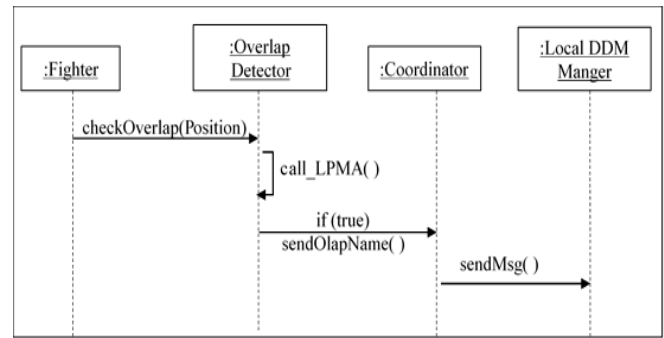 :Fighter
:Overlap
Detector
:Coordinator
:Local DDM
Manger
checkOverlap(Position)
call_LPMA( )
if (true)
sendOlapName( )
sendMsg( )